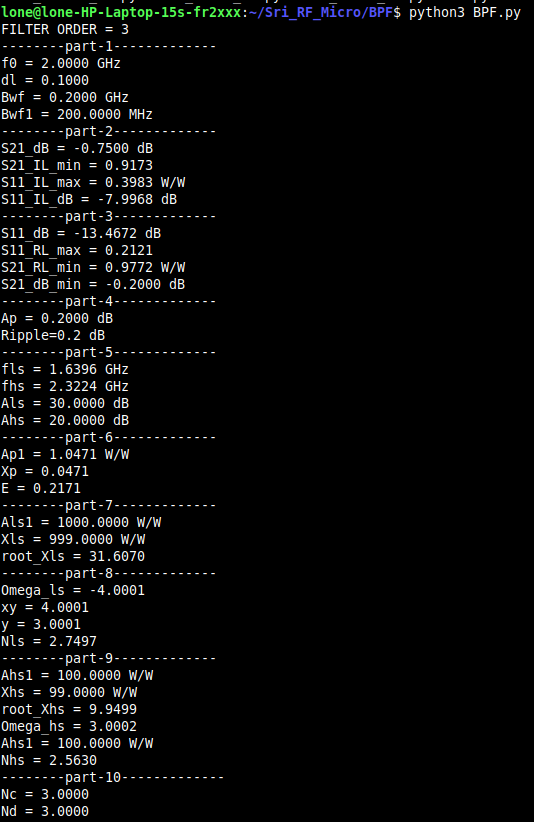 lone@lone-HP-Laptop-15s-fr2xxx:~/Sri_RF_Micro/BPF$ python3 BPF.py
FILTER ORDER = 3
--------part-1-------------
f0 = 2.0000 GHz
dl = 0.1000
Bwf = 0.2000 GHz
Bwf1 = 200.0000 MHz
--------part-2-------------
S21_dB = -0.7500 dB
S21_IL_min = 0.9173
S11_IL_max = 0.3983 W/W
S11_IL_dB = -7.9968 dB
--------part-3-------------
S11_dB = -13.4672 dB
S11_RL_max = 0.2121
S21_RL_min = 0.9772 W/W
S21_dB_min = -0.2000 dB
--------part-4-------------
Ap = 0.2000 dB
Ripple=0.2 dB
--------part-5-------------
fls = 1.6396 GHz
fhs = 2.3224 GHz
Als = 30.0000 dB
Ahs = 20.0000 dB
--------part-6-------------
Ap1 = 1.0471 W/W
Xp = 0.0471
E = 0.2171
--------part-7-------------
Als1 = 1000.0000 W/W
Xls = 999.0000 W/W
root_Xls = 31.6070
--------part-8-------------
Omega_ls = -4.0001
xy = 4.0001
y = 3.0001
Nls = 2.7497
--------part-9-------------
Ahs1 = 100.0000 W/W
Xhs = 99.0000 W/W
root_Xhs = 9.9499
Omega_hs = 3.0002
Ahs1 = 100.0000 W/W
Nhs = 2.5630
--------part-10-------------
Nc = 3.0000
Nd = 3.0000